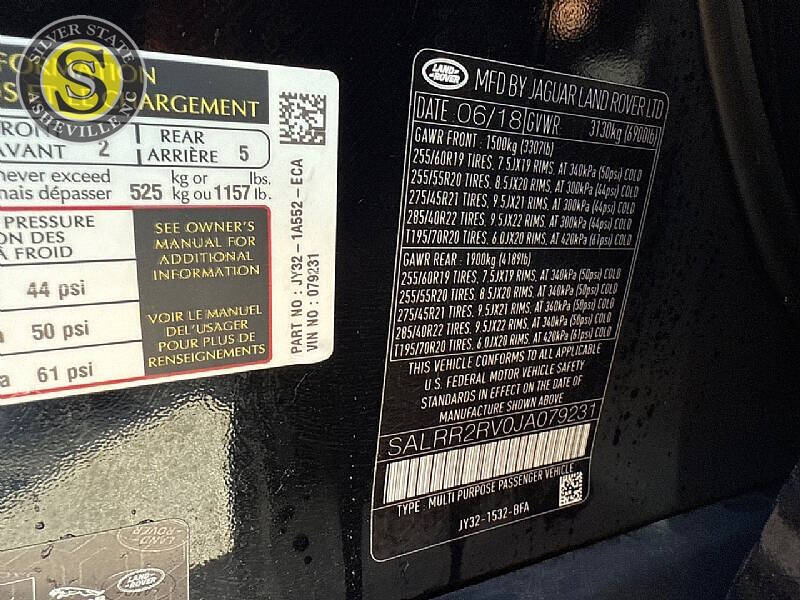 SILVER STATE
S
ASHEVILLE NC
FORMATION
ARGEMENT
FRONT
AVANT 2
REAR
ARRIÈRE 5
never exceed
mais dépasser
525 kg or lbs.
kg ou 1157 lb.
PRESSURE
ON DES
À FROID
44 psi
50 psi
a 61 psi
SEE OWNER'S
MANUAL FOR
ADDITIONAL
INFORMATION
VOIR LE MANUEL
DEL'USAGER
POUR PLUS DE
RENSEIGNEMENTS
PART NO : JY32 - 1A552 -ECA
VIN NO : 079231
LAND-
ROVER
MFD BY JAGUAR LAND ROVER LTD
DATE 06/18 GVWR: 3130kg (6900lb)
GAWR FRONT : 1500kg (3307lb)
255/60R19 TIRES, 7.5JX19 RIMS, AT 340kPa (50psi) COLD
255/55R20 TIRES, 8.5JX20 RIMS, AT 300kPa (44psi) COLD
275/45R21 TIRES, 9.5JX21 RIMS, AT 300kPa (44psi) COLD
285/40R22 TIRES, 9.5JX22 RIMS, AT 300kPa (44psi) COLD
T195/70R20 TIRES, 6.0JX20 RIMS, AT 420kPa (61psi) COLD
GAWR REAR : 1900kg (4189lb)
255/60R19 TIRES, 7.5JX19 RIMS, AT 340kPa (50psi) COLD
255/55R20 TIRES, 8.5JX20 RIMS, AT 340kPa (50psi) COLD
275/45R21 TIRES, 9.5JX21 RIMS, AT 340kPa (50psi) COLD
285/40R22 TIRES, 9.5JX22 RIMS, AT 340kPa (50psi) COLD
T195/70R20 TIRES, 6.0JX20 RIMS, AT 420kPa (61psi) COLD
THIS VEHICLE CONFORMS TO ALL APPLICABLE
U.S. FEDERAL MOTOR VEHICLE SAFETY
STANDARDS IN EFFECT ON THE DATE OF
MANUFACTURE SHOWN ABOVE
SALRR2RV0JA079231
TYPE : MULTI PURPOSE PASSENGER VEHICLE
JY32-1532-BFA
LAND-
ROVER
LAND-
ROVER